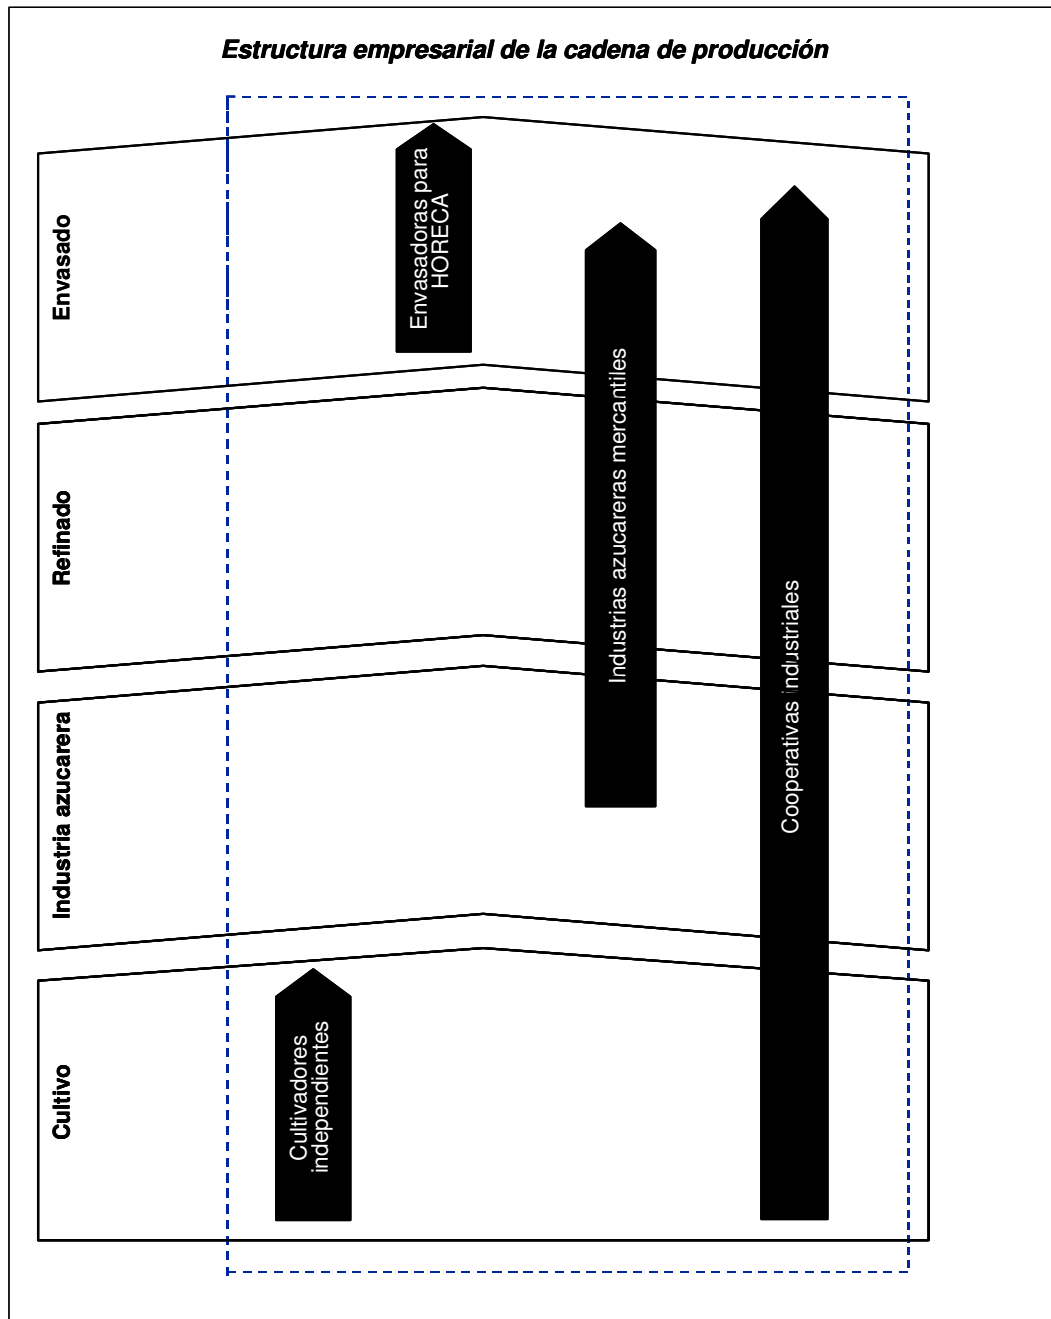 Estructura empresarial de la cadena de producción
Envasado
Envasadoras para
HORECA
Refinado
Industrias azucareras mercantiles
Industria azucarera
Cooperativas industriales
Cultivo
Cultivadores
independientes